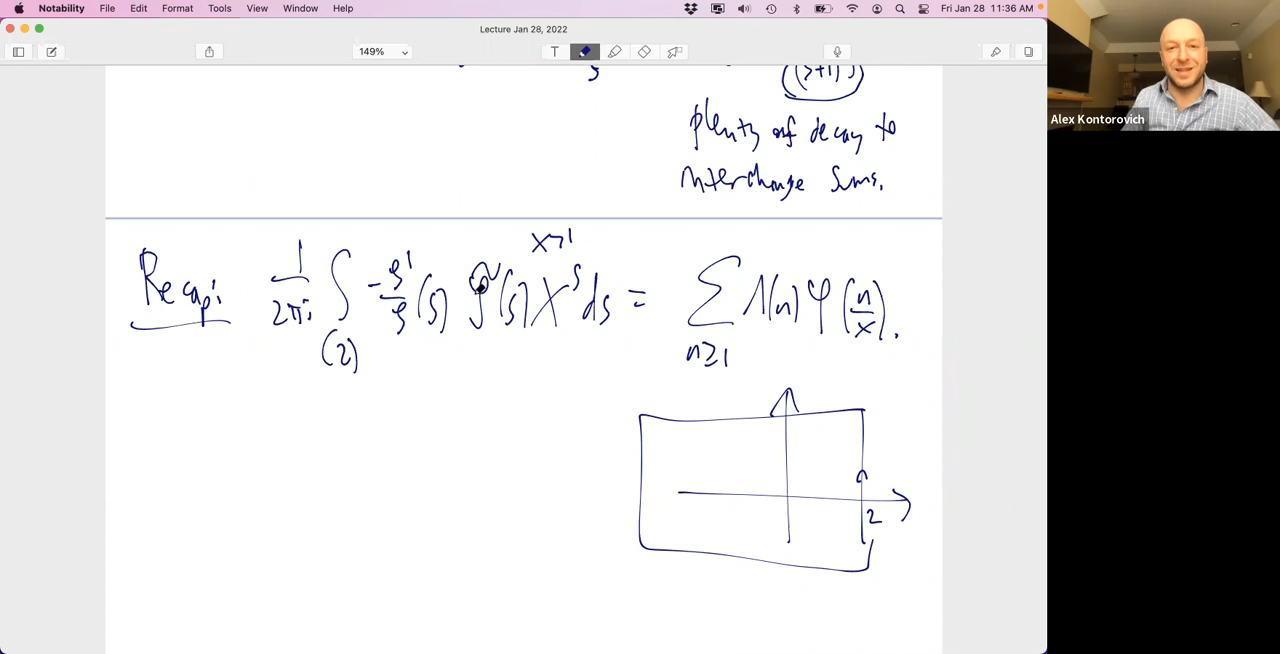 Notability File Edit Format View Window Help Fri Jan 28 11:36 AM
Lecture Jan 28, 2022
149% T
Alex Kontorovich
(s+1)
plenty of decay to
interchange sums.
x>1
Recap: 1/2πi ∫(2) -ζ'/ζ(s) φ̃(s) X^s ds = Σ n≥1 Λ(n) φ(n/x).
2